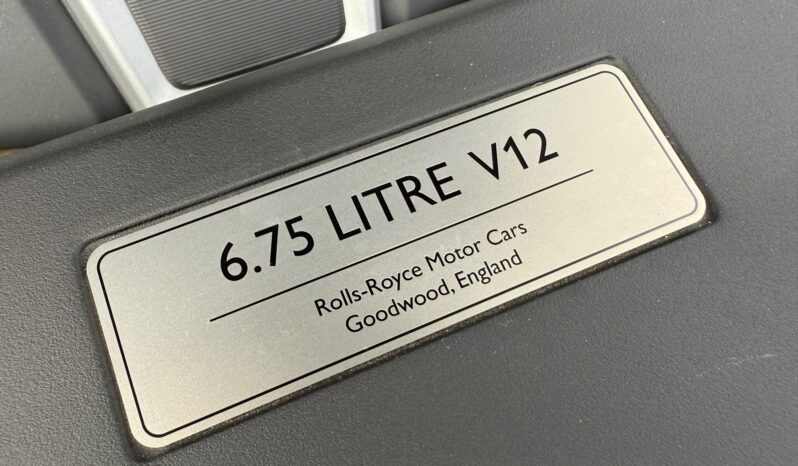 6.75 LITRE V12
Rolls-Royce Motor Cars
Goodwood, England